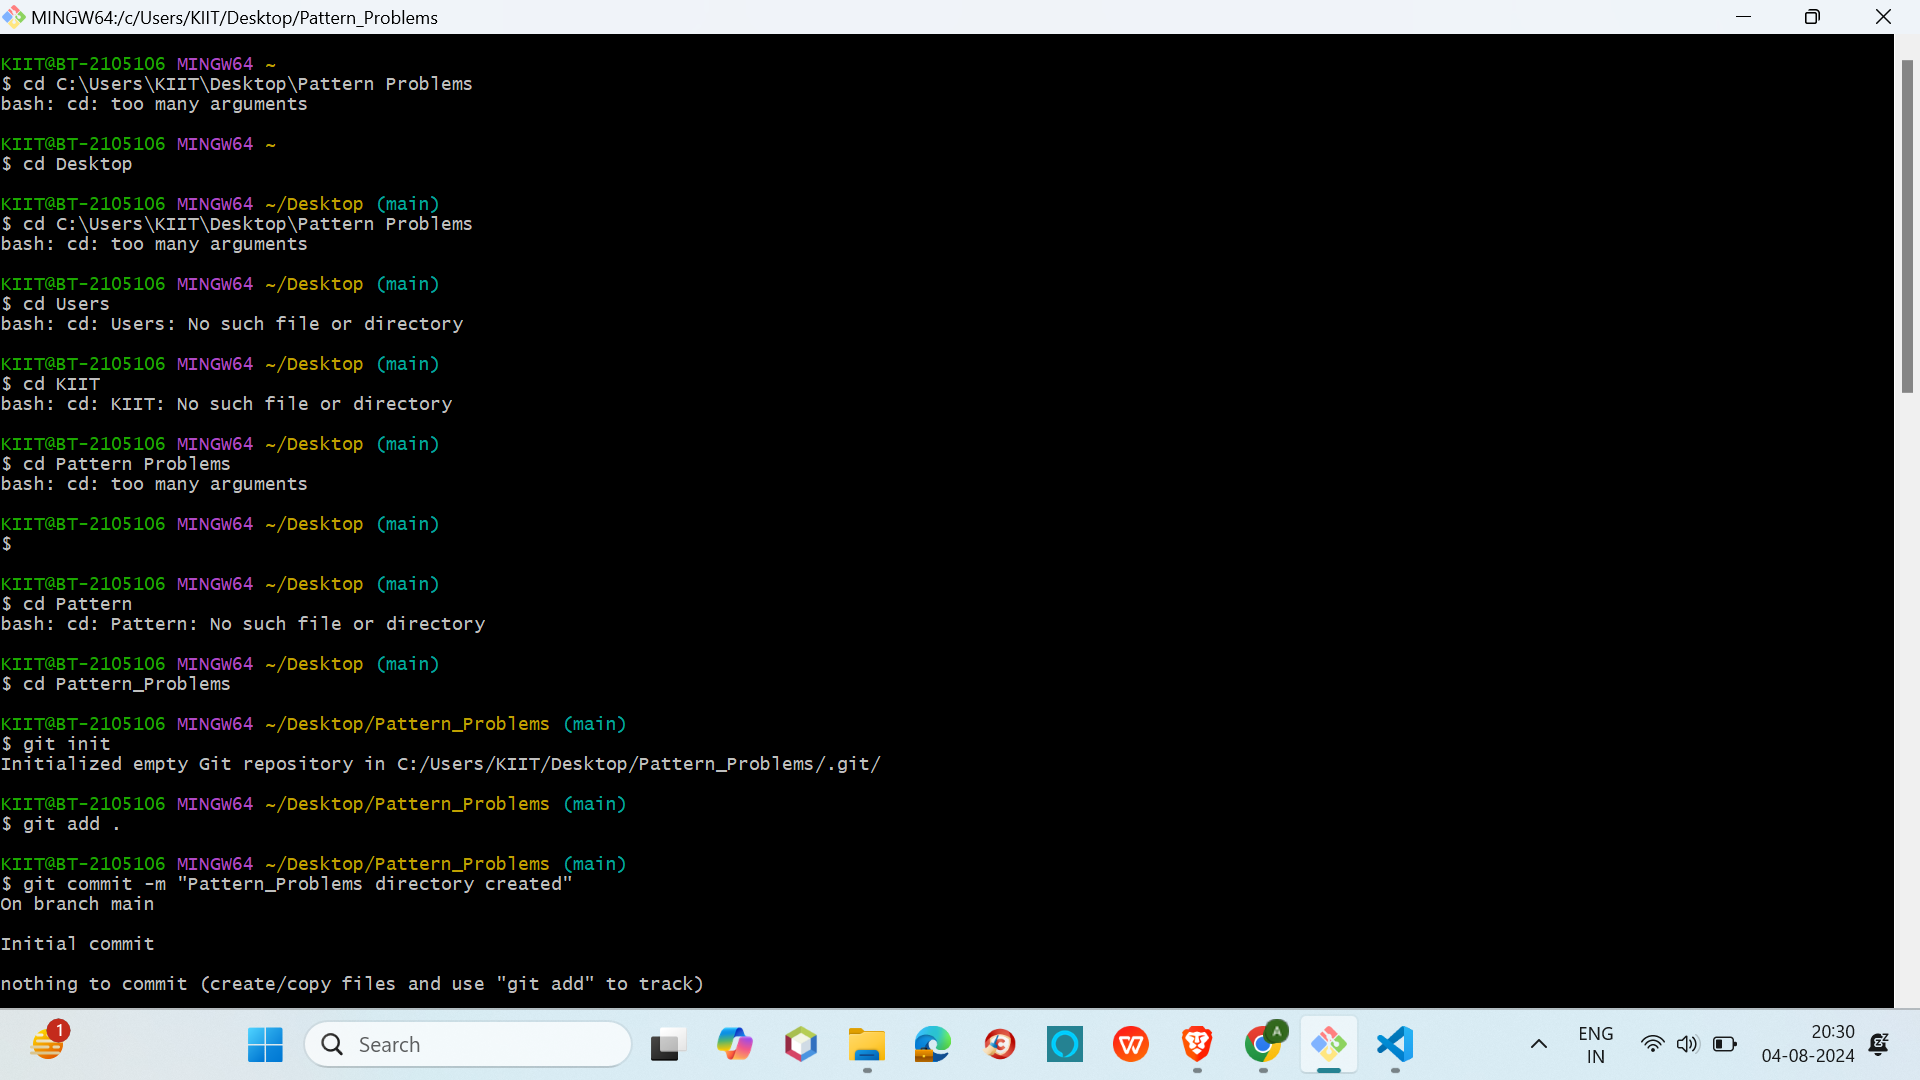 MINGW64:/c/Users/KIIT/Desktop/Pattern_Problems
KIIT@BT-2105106 MINGW64 ~
$ cd C:\Users\KIIT\Desktop\Pattern Problems
bash: cd: too many arguments
KIIT@BT-2105106 MINGW64 ~
$ cd Desktop
KIIT@BT-2105106 MINGW64 ~/Desktop (main)
$ cd C:\Users\KIIT\Desktop\Pattern Problems
bash: cd: too many arguments
KIIT@BT-2105106 MINGW64 ~/Desktop (main)
$ cd Users
bash: cd: Users: No such file or directory
KIIT@BT-2105106 MINGW64 ~/Desktop (main)
$ cd KIIT
bash: cd: KIIT: No such file or directory
KIIT@BT-2105106 MINGW64 ~/Desktop (main)
$ cd Pattern Problems
bash: cd: too many arguments
KIIT@BT-2105106 MINGW64 ~/Desktop (main)
$
KIIT@BT-2105106 MINGW64 ~/Desktop (main)
$ cd Pattern
bash: cd: Pattern: No such file or directory
KIIT@BT-2105106 MINGW64 ~/Desktop (main)
$ cd Pattern_Problems
KIIT@BT-2105106 MINGW64 ~/Desktop/Pattern_Problems (main)
$ git init
Initialized empty Git repository in C:/Users/KIIT/Desktop/Pattern_Problems/.git/
KIIT@BT-2105106 MINGW64 ~/Desktop/Pattern_Problems (main)
$ git add .
KIIT@BT-2105106 MINGW64 ~/Desktop/Pattern_Problems (main)
$ git commit -m "Pattern_Problems directory created"
On branch main
Initial commit
nothing to commit (create/copy files and use "git add" to track)
1
Search
W
A
ENG
IN
20:30
04-08-2024